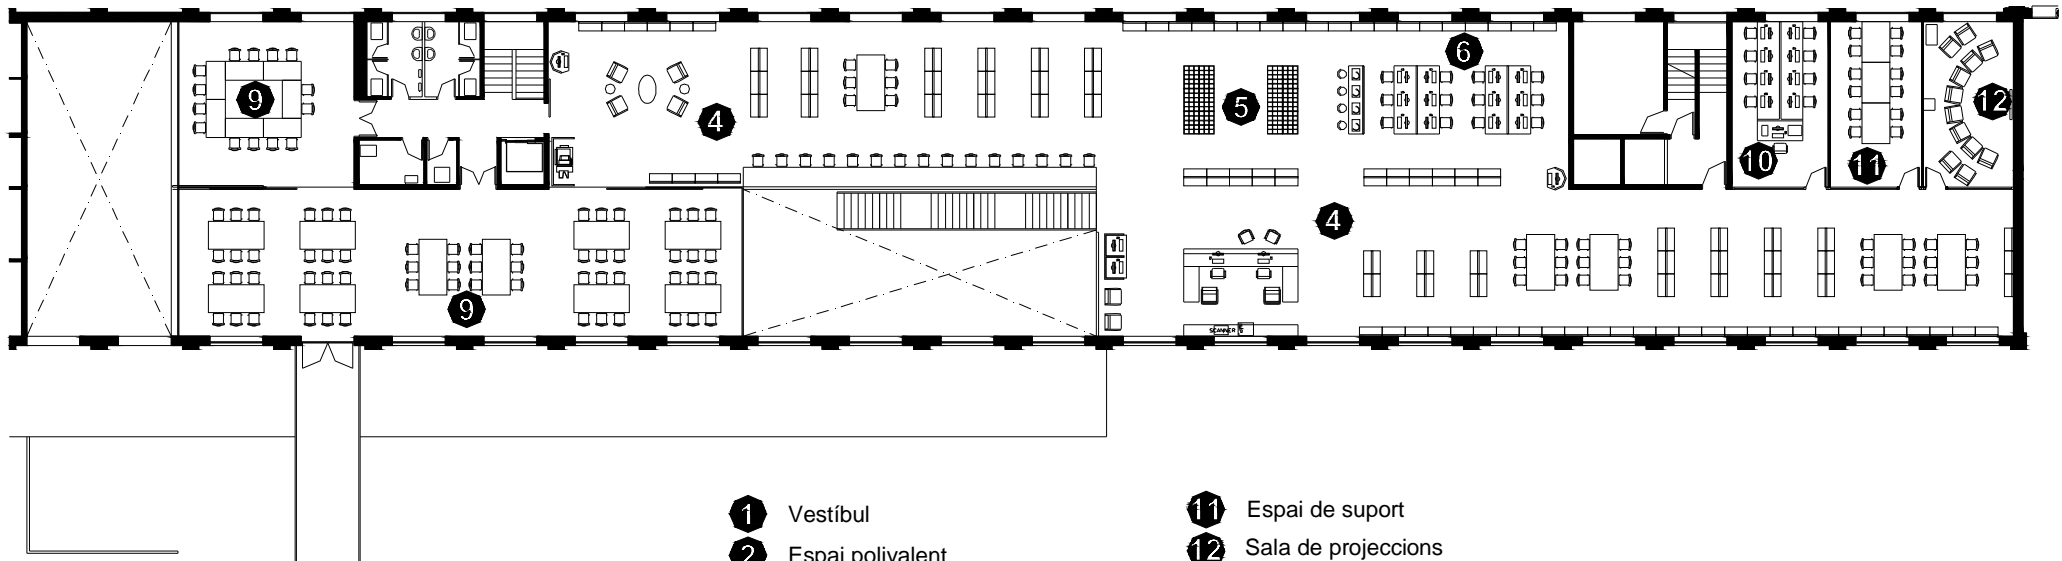 6
9
12
5
4
10
11
4
9
SCANNER
1 Vestíbul
2 Espai polivalent
11 Espai de suport
12 Sala de projeccions